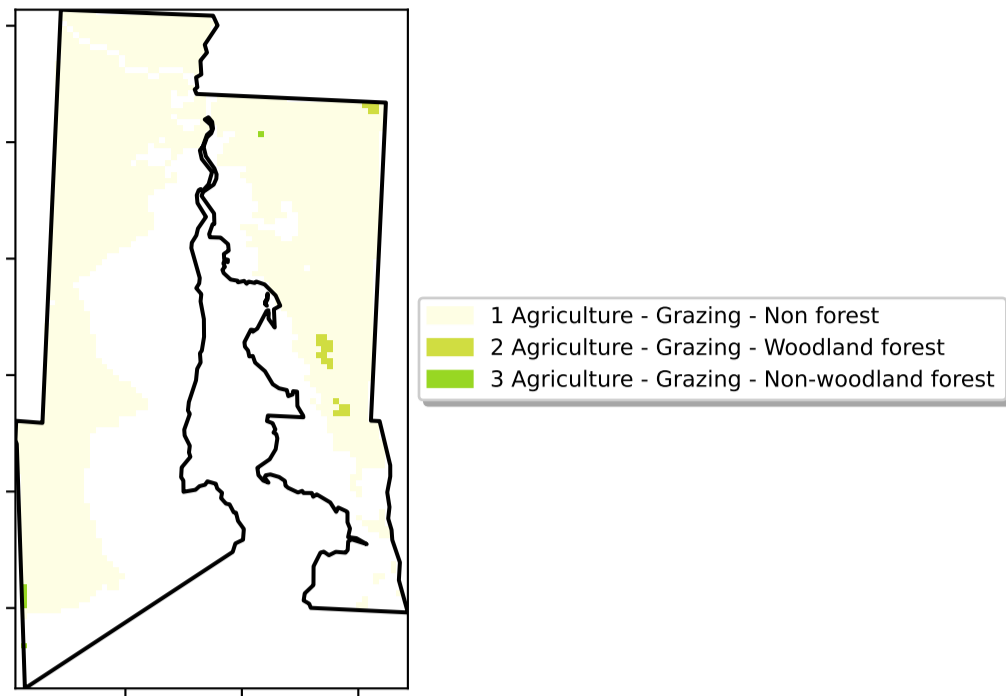 1 Agriculture - Grazing - Non forest
2 Agriculture - Grazing - Woodland forest
3 Agriculture - Grazing - Non-woodland forest